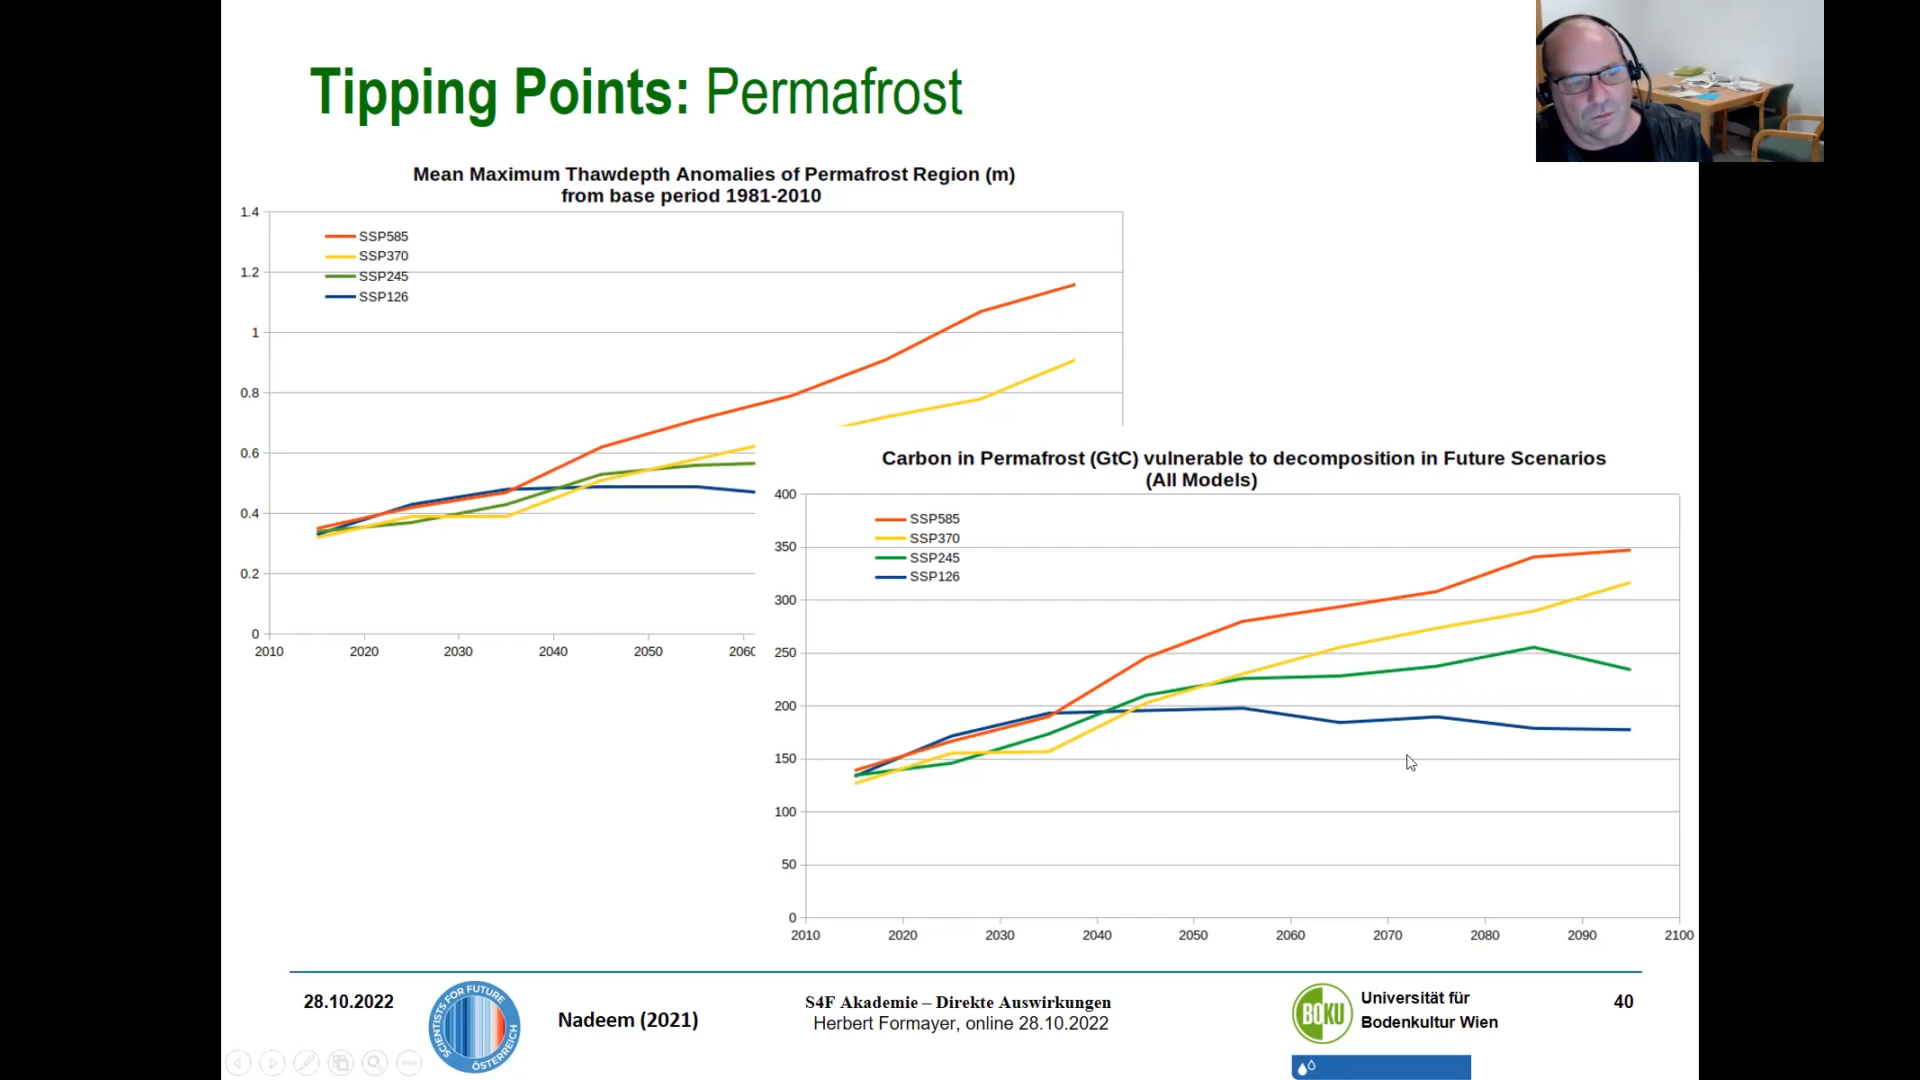 Tipping Points: Permafrost
Mean Maximum Thawdepth Anomalies of Permafrost Region (m)
from base period 1981-2010
1.4
1.2
1
0.8
0.6
0.4
0.2
0
SSP585
SSP370
SSP245
SSP126
2010 2020 2030 2040 2050 2060
Carbon in Permafrost (GtC) vulnerable to decomposition in Future Scenarios
(All Models)
400
350
300
250
200
150
100
50
0
SSP585
SSP370
SSP245
SSP126
2010 2020 2030 2040 2050 2060 2070 2080 2090 2100
28.10.2022
SCIENTISTS FOR FUTURE
ÖSTERREICH
Nadeem (2021)
S4F Akademie – Direkte Auswirkungen
Herbert Formayer, online 28.10.2022
BOKU
Universität für
Bodenkultur Wien
40